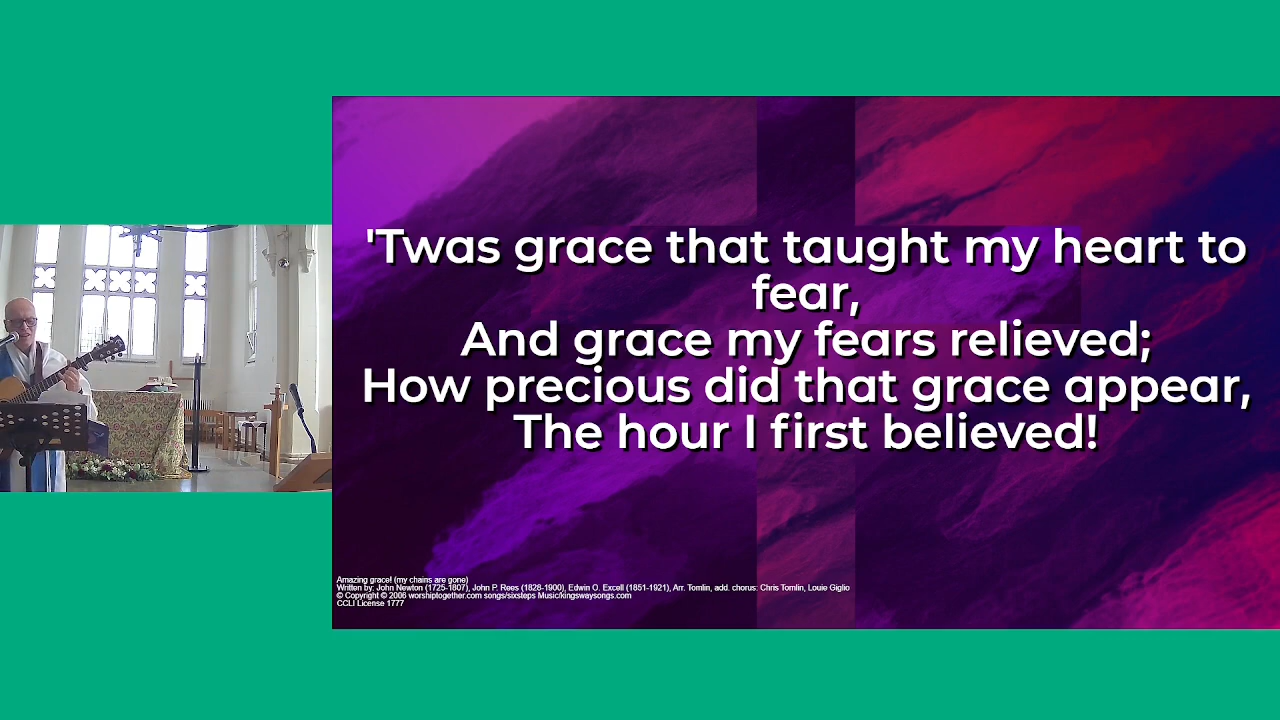 'Twas grace that taught my heart to
fear,
And grace my fears relieved;
How precious did that grace appear,
The hour I first believed!
Amazing grace! (my chains are gone)
Written by: John Newton (1725-1807), John P. Rees (1828-1900), Edwin O. Excell (1851-1921), Arr. Tomlin, add. chorus: Chris Tomlin, Louie Giglio
© Copyright © 2006 worshiptogether.com songs/sixsteps Music/kingswaysongs.com
CCLI License 1777